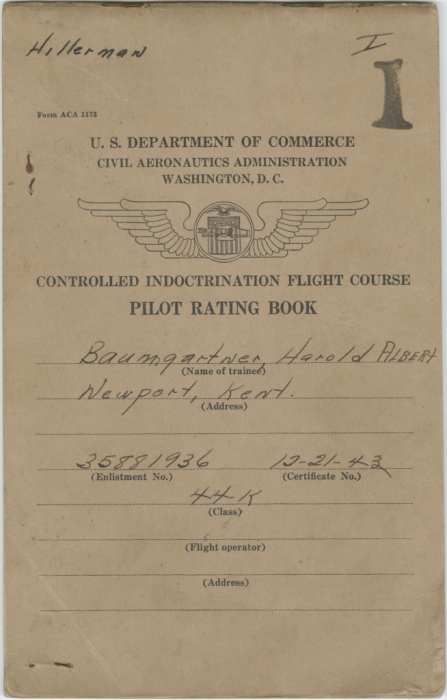 Hillerman I
1
Form ACA 1172
U. S. DEPARTMENT OF COMMERCE
CIVIL AERONAUTICS ADMINISTRATION
WASHINGTON, D. C.
CONTROLLED INDOCTRINATION FLIGHT COURSE
PILOT RATING BOOK
Baumgartner, Harold ALBERT
(Name of trainee)
Newport, Kent.
(Address)
35881936 12-21-43
(Enlistment No.) (Certificate No.)
44-K
(Class)
(Flight operator)
(Address)